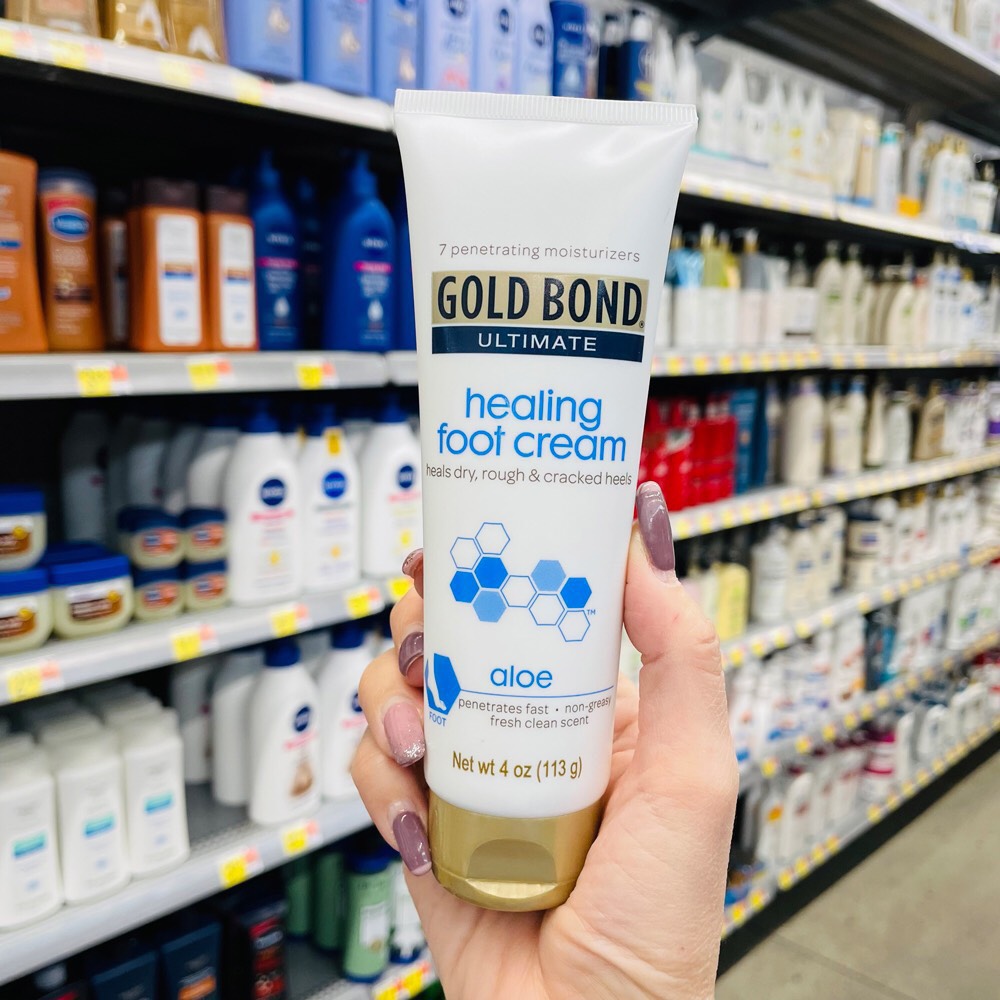 7 penetrating moisturizers
GOLD BOND®
ULTIMATE
healing
foot cream
heals dry, rough & cracked heels
TM
aloe
FOOT
penetrates fast • non-greasy
fresh clean scent
Net wt 4 oz (113 g)